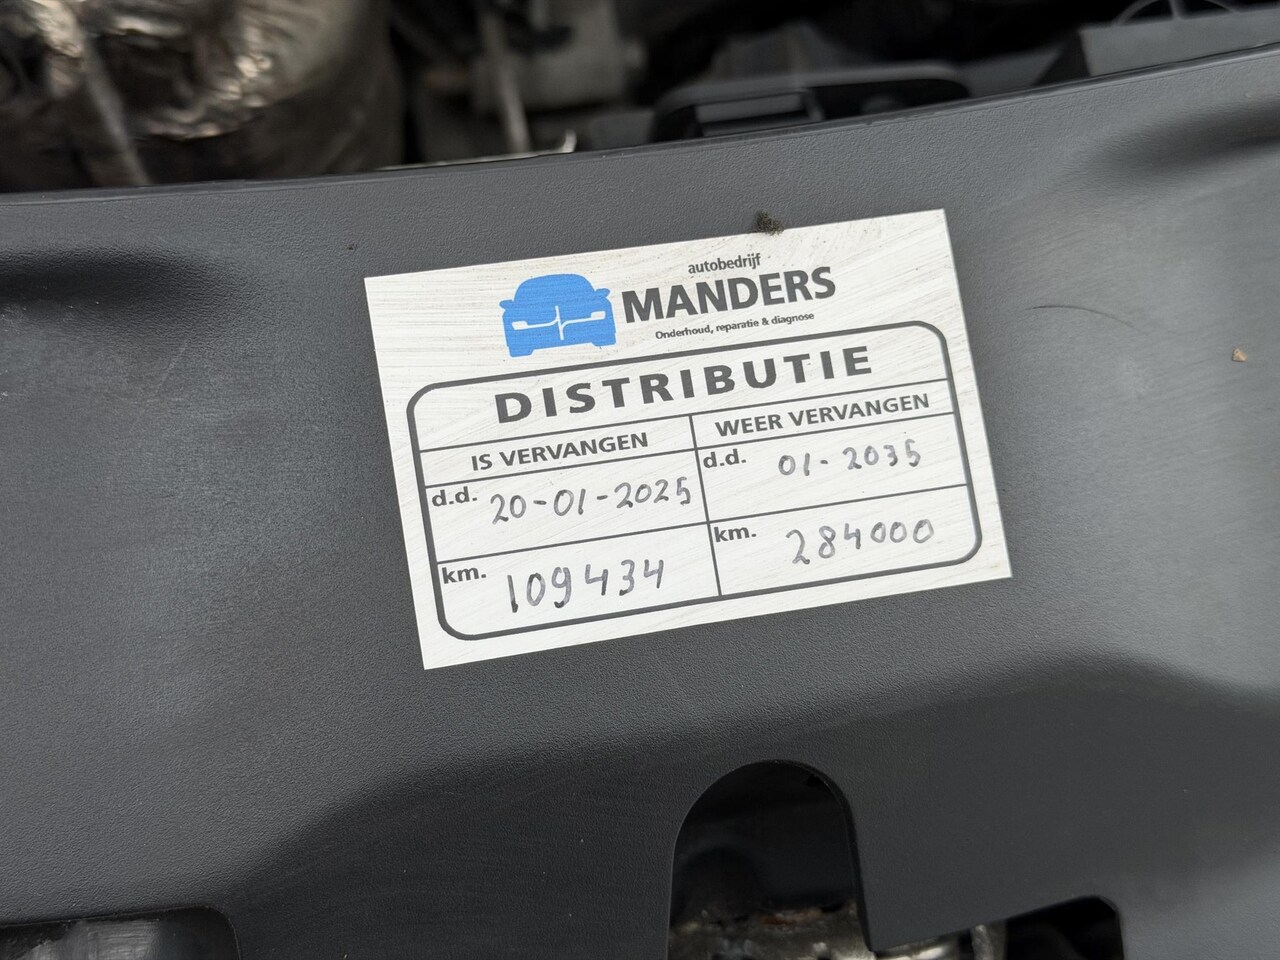 autobedrijf
MANDERS
Onderhoud, reparatie & diagnose
DISTRIBUTIE
IS VERVANGEN
WEER VERVANGEN
d.d. 20-01-2025
d.d. 01-2035
km. 109434
km. 284000